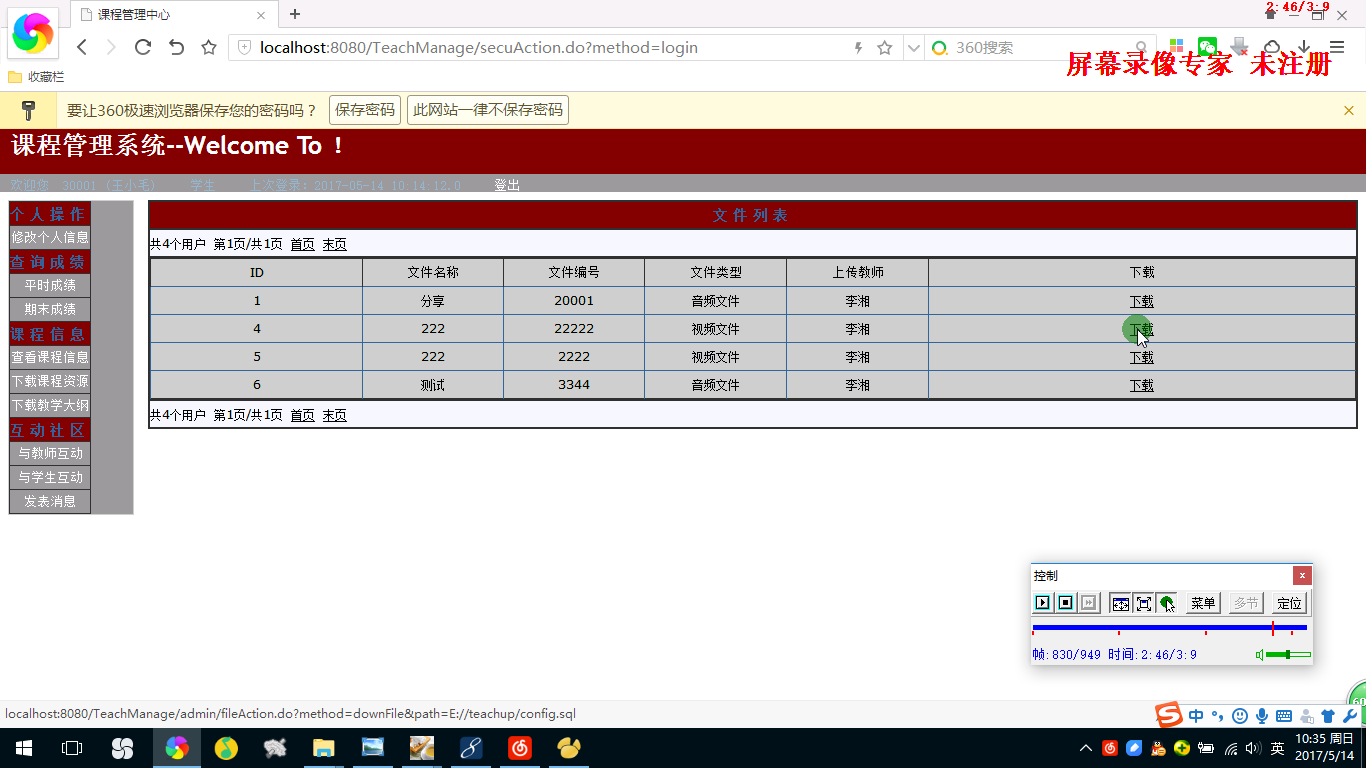 课程管理中心
2:46/3:9
localhost:8080/TeachManage/secuAction.do?method=login
360搜索
屏幕录像专家 未注册
收藏栏
要让360极速浏览器保存您的密码吗？ 保存密码 此网站一律不保存密码
课程管理系统--Welcome To ！
欢迎您 30001 (王小毛) 学生 上次登录：2017-05-14 10:14:12.0 登出
个人操作
修改个人信息
查询成绩
平时成绩
期末成绩
课程信息
查看课程信息
下载课程资源
下载教学大纲
互动社区
与教师互动
与学生互动
发表消息
文件列表
共4个用户 第1页/共1页 首页 末页
ID 文件名称 文件编号 文件类型 上传教师 下载
1 分享 20001 音频文件 李湘 下载
4 222 22222 视频文件 李湘 下载
5 222 2222 视频文件 李湘 下载
6 测试 3344 音频文件 李湘 下载
共4个用户 第1页/共1页 首页 末页
控制
菜单 多节 定位
帧:830/949 时间:2:46/3:9
localhost:8080/TeachManage/admin/fileAction.do?method=downFile&path=E://teachup/config.sql
中
英
10:35 周日
2017/5/14